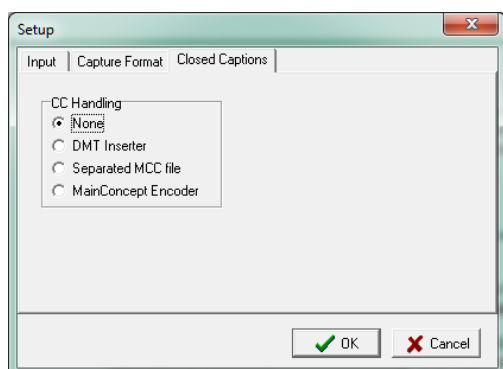 Setup
Input Capture Format Closed Captions
CC Handling
None
DMT Inserter
Separated MCC file
MainConcept Encoder
OK Cancel